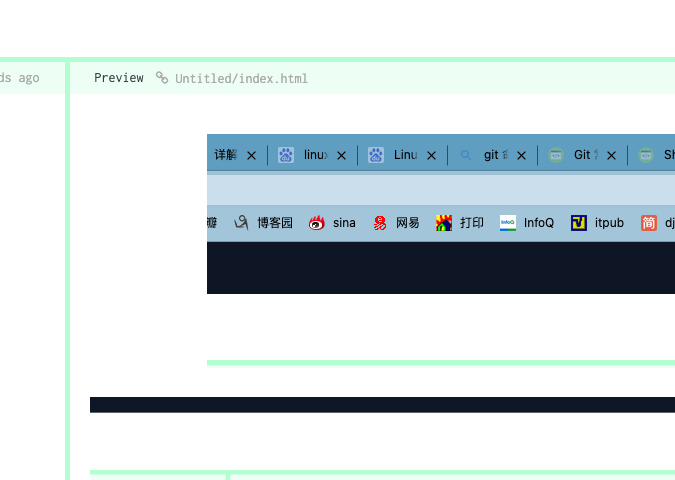 ds ago Preview Untitled/index.html
详解 linux Linu git Git Sh
瓣 博客园 sina 网易 打印 InfoQ itpub 简 dj